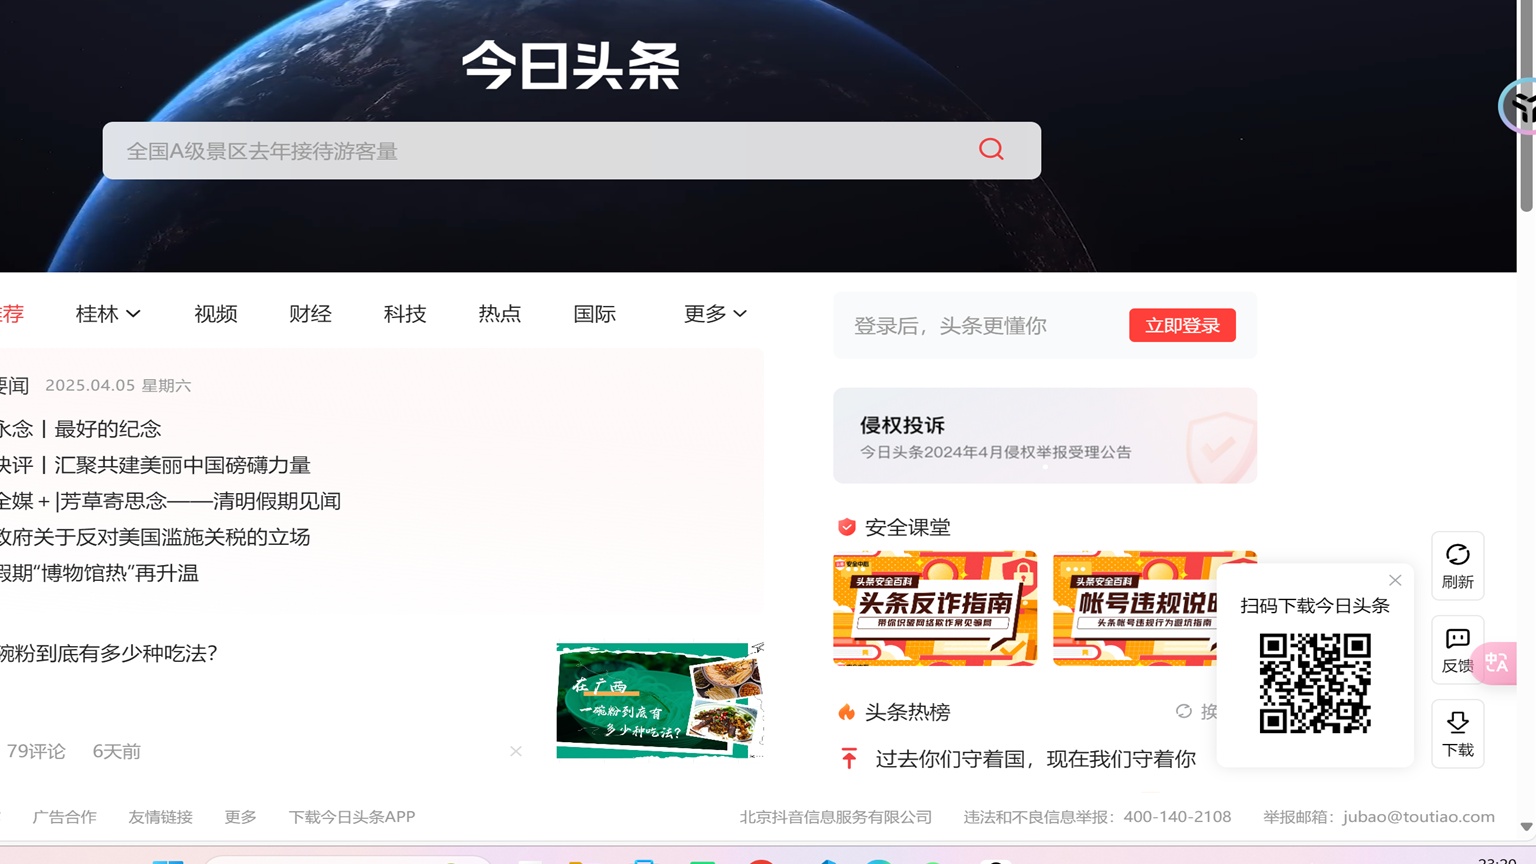 今日头条
全国A级景区去年接待游客量
推荐
桂林
视频
财经
科技
热点
国际
更多
登录后，头条更懂你
立即登录
要闻 2025.04.05 星期六
永念丨最好的纪念
快评丨汇聚共建美丽中国磅礴力量
全媒＋|芳草寄思念——清明假期见闻
政府关于反对美国滥施关税的立场
假期“博物馆热”再升温
碗粉到底有多少种吃法？
在广西
一碗粉到底有
多少种吃法?
79评论 6天前
侵权投诉
今日头条2024年4月侵权举报受理公告
安全课堂
头条安全百科
头条反诈指南
带你识破网络欺诈常见套网
头条安全百科
帐号违规说明
头条帐号违规行为避坑指南
头条热榜
换
过去你们守着国，现在我们守着你
扫码下载今日头条
刷新
反馈
中A
下载
广告合作 友情链接 更多 下载今日头条APP
北京抖音信息服务有限公司 违法和不良信息举报：400-140-2108 举报邮箱：jubao@toutiao.com
23:20